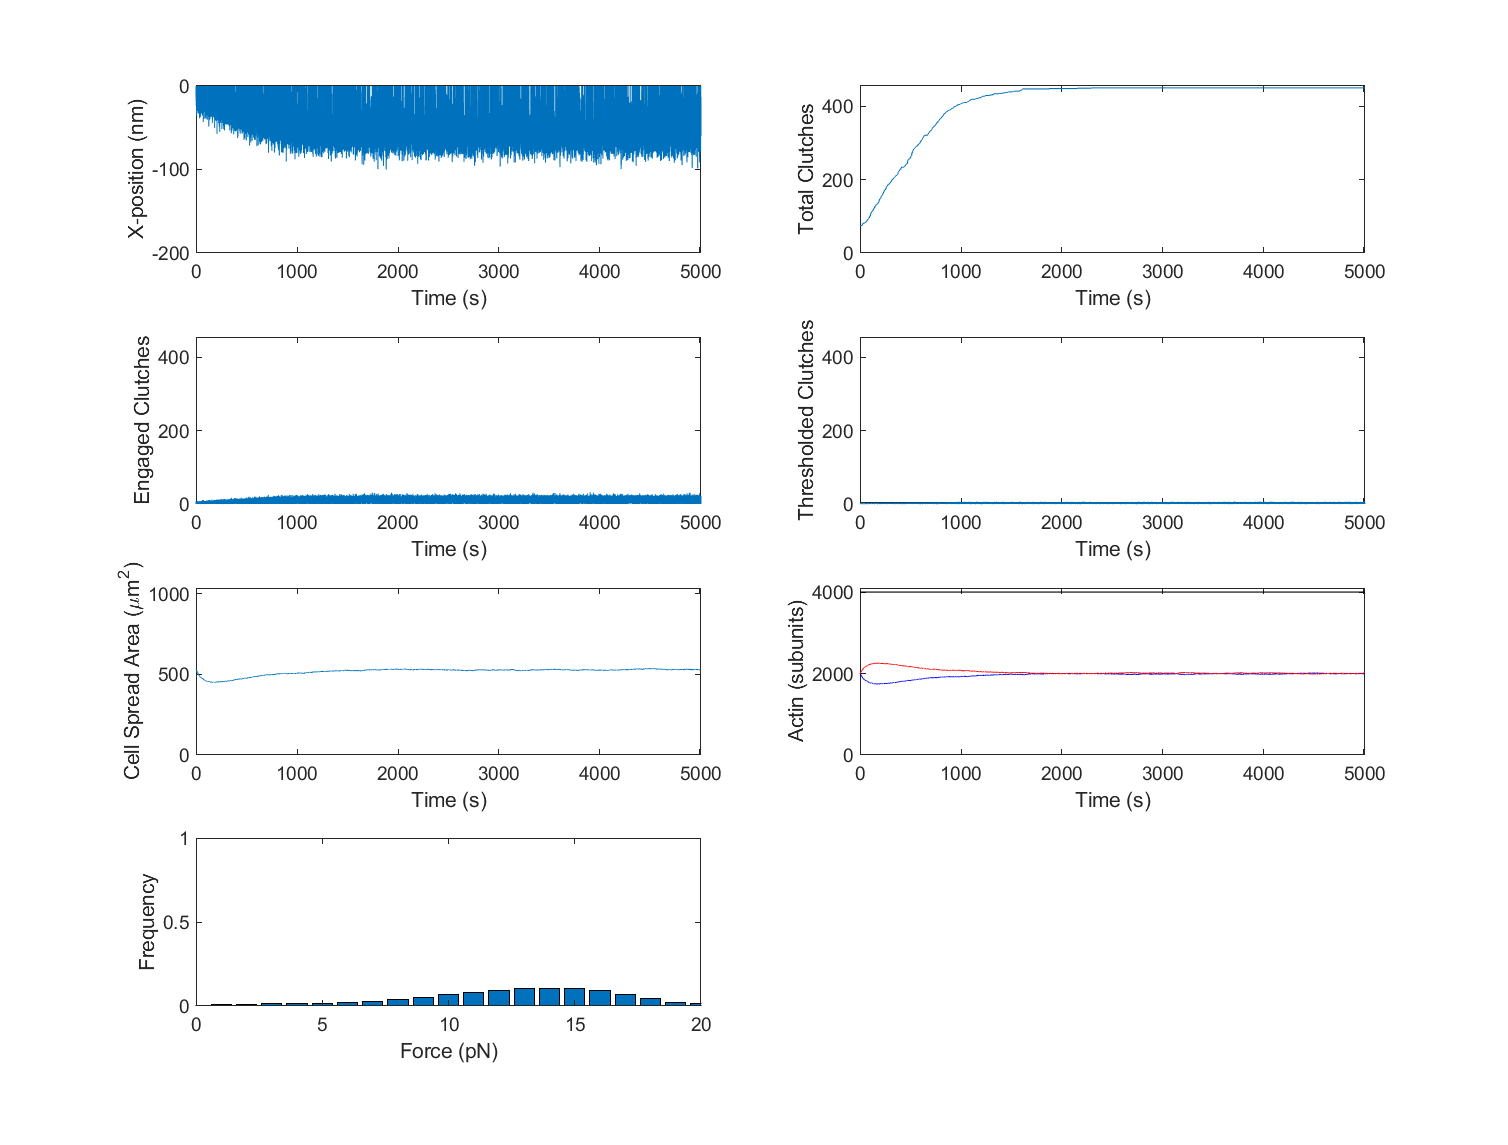 X-position (nm)
0
-100
-200
0 1000 2000 3000 4000 5000
Time (s)
Total Clutches
400
200
0
0 1000 2000 3000 4000 5000
Time (s)
Engaged Clutches
400
200
0
0 1000 2000 3000 4000 5000
Time (s)
Thresholded Clutches
400
200
0
0 1000 2000 3000 4000 5000
Time (s)
Cell Spread Area (μm²)
1000
500
0
0 1000 2000 3000 4000 5000
Time (s)
Actin (subunits)
4000
2000
0
0 1000 2000 3000 4000 5000
Time (s)
Frequency
1
0.5
0
0 5 10 15 20
Force (pN)